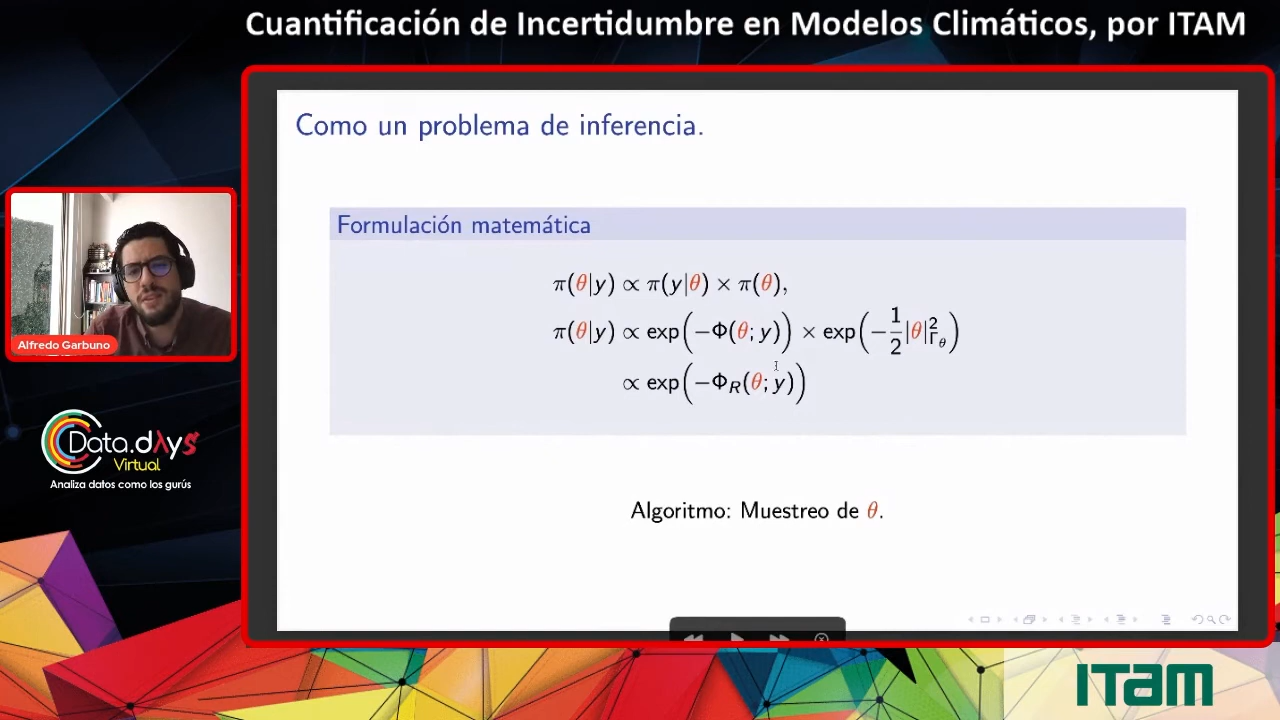 Cuantificación de Incertidumbre en Modelos Climáticos, por ITAM
Como un problema de inferencia.
Formulación matemática
π(θ|y) ∝ π(y|θ) × π(θ),
π(θ|y) ∝ exp(−Φ(θ; y)) × exp(−1/2|θ|²_Γ_θ)
∝ exp(−Φ_R(θ; y))
Algoritmo: Muestreo de θ.
Alfredo Garbuno
Data.dAyS
Virtual
Analiza datos como los gurús
ITAM